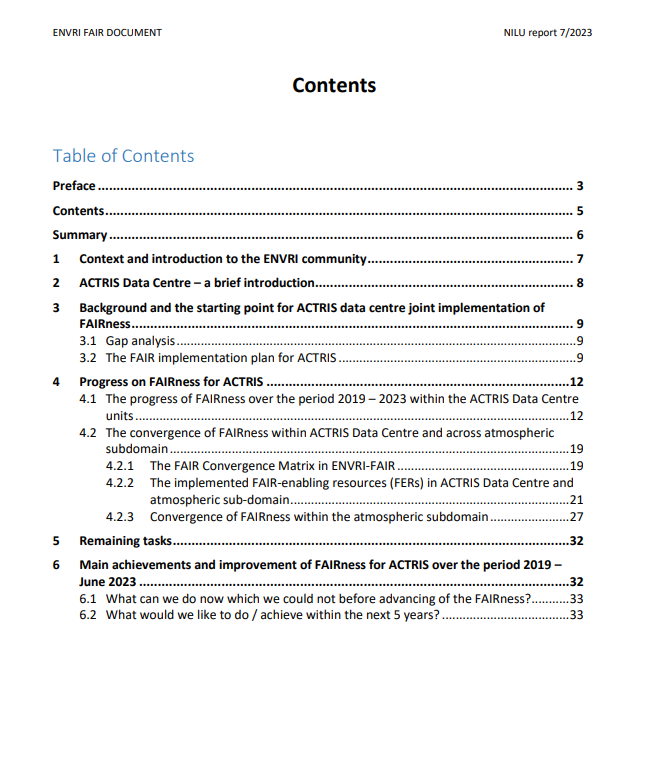 ENVRI FAIR DOCUMENT NILU report 7/2023
Contents
Table of Contents
Preface ........ 3
Contents ........ 5
Summary ........ 6
1 Context and introduction to the ENVRI community ........ 7
2 ACTRIS Data Centre – a brief introduction ........ 8
3 Background and the starting point for ACTRIS data centre joint implementation of
FAIRness ........ 9
3.1 Gap analysis ........ 9
3.2 The FAIR implementation plan for ACTRIS ........ 9
4 Progress on FAIRness for ACTRIS ........ 12
4.1 The progress of FAIRness over the period 2019 – 2023 within the ACTRIS Data Centre
units ........ 12
4.2 The convergence of FAIRness within ACTRIS Data Centre and across atmospheric
subdomain ........ 19
4.2.1 The FAIR Convergence Matrix in ENVRI-FAIR ........ 19
4.2.2 The implemented FAIR-enabling resources (FERs) in ACTRIS Data Centre and
atmospheric sub-domain ........ 21
4.2.3 Convergence of FAIRness within the atmospheric subdomain ........ 27
5 Remaining tasks ........ 32
6 Main achievements and improvement of FAIRness for ACTRIS over the period 2019 –
June 2023 ........ 32
6.1 What can we do now which we could not before advancing of the FAIRness? ........ 33
6.2 What would we like to do / achieve within the next 5 years? ........ 33